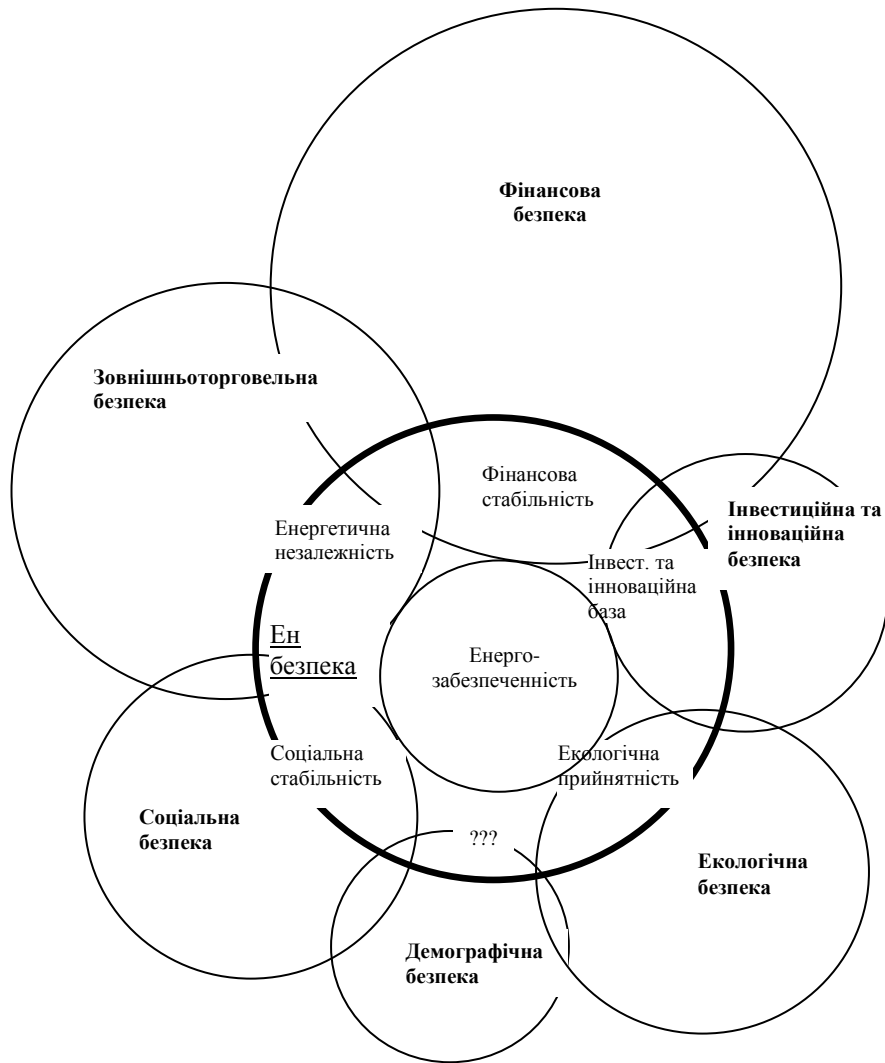 Фінансова
безпека
Зовнішньоторговельна
безпека
Фінансова
стабільність
Інвестиційна та
інноваційна
безпека
Енергетична
незалежність
Інвест. та
інноваційна
база
Ен
безпека
Енерго-
забезпеченність
Соціальна
стабільність
Екологічна
прийнятність
Соціальна
безпека
???
Екологічна
безпека
Демографічна
безпека